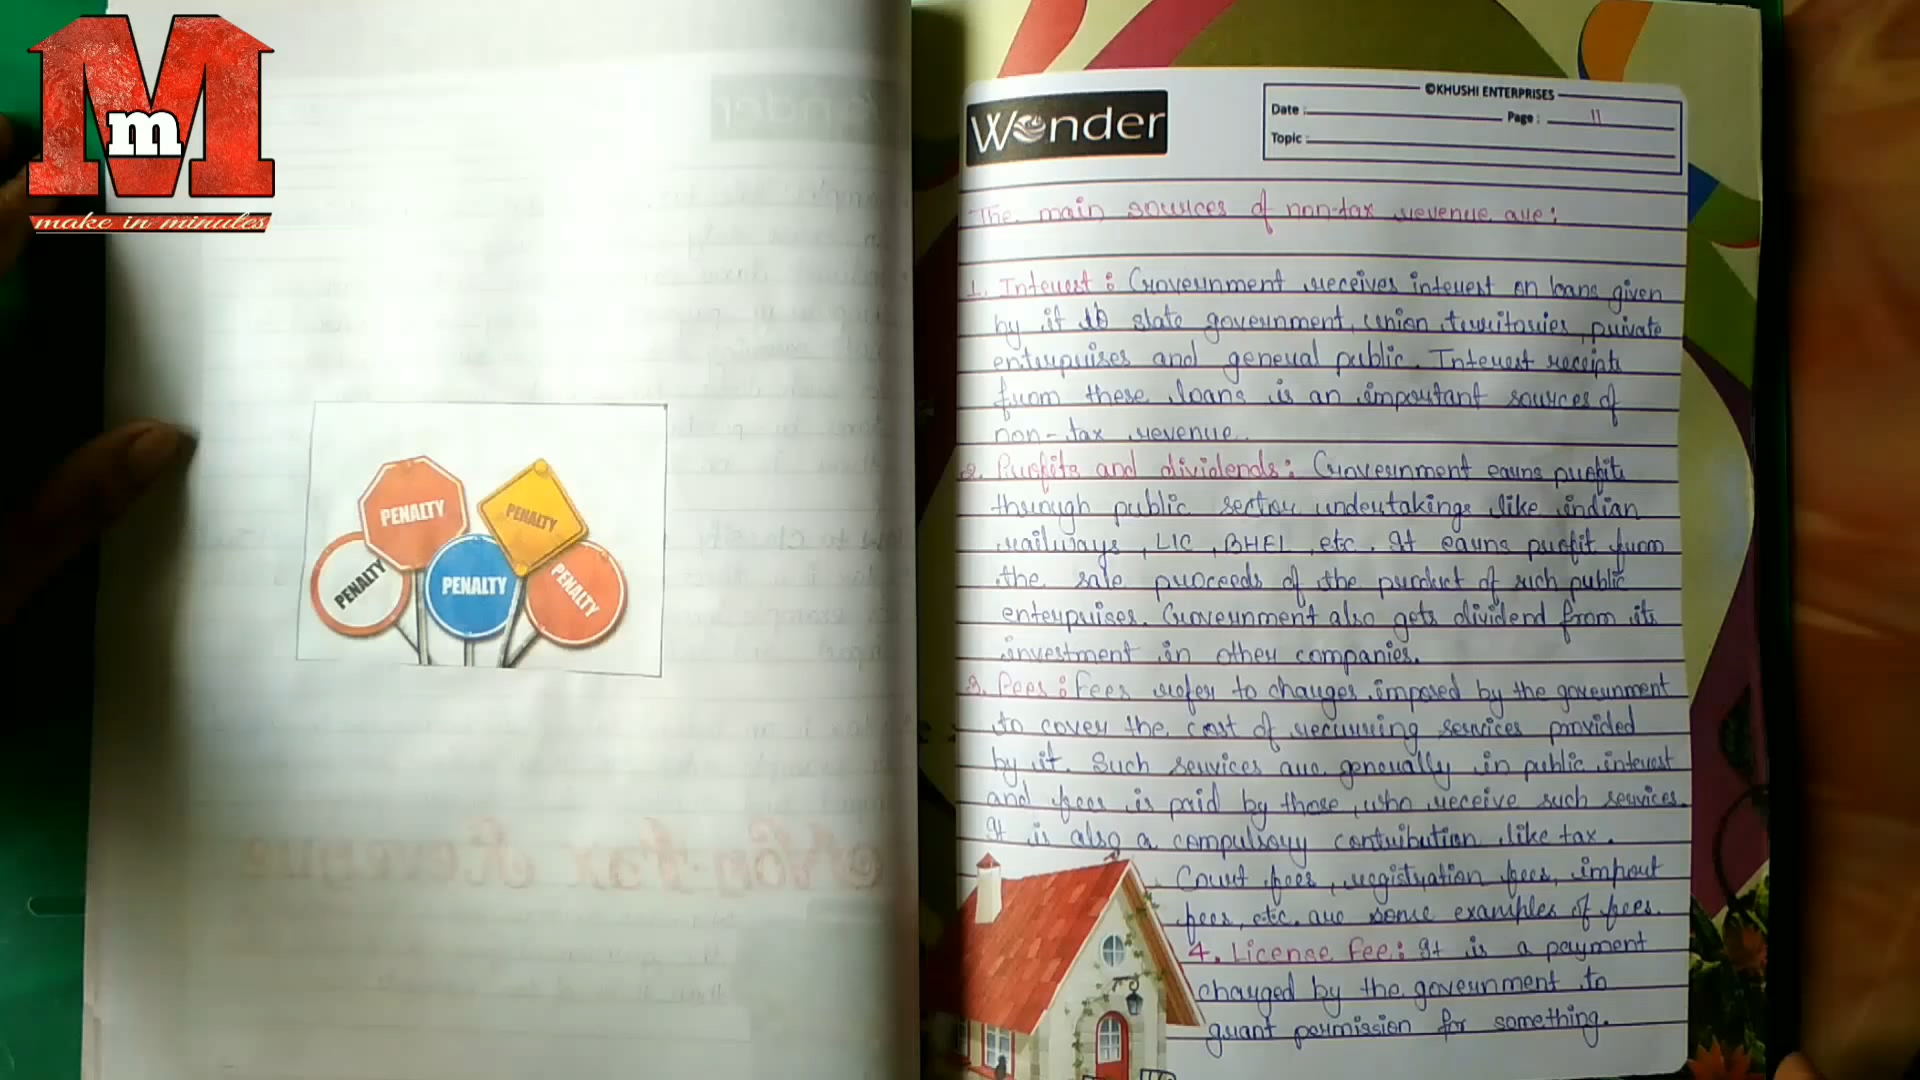 M
m
make in minutes
PENALTY
PENALTY
PENALTY
PENALTY
PENALTY
Wonder
©KHUSHI ENTERPRISES
Date :
Page : 11
Topic :
The main sources of non-tax revenue are:
1. Interest : Government receives interest on loans given
by it to state government, union territories, private
enterprises and general public. Interest receipts
from these loans is an important sources of
non-tax revenue.
2. Profits and dividends: Government earns profits
through public sector undertakings like indian
railways, LIC, BHEL, etc. It earns profit from
the sale proceeds of the product of such public
enterprises. Government also gets dividend from its
investment in other companies.
3. Fees : Fees refer to charges imposed by the government
to cover the cost of recurring services provided
by it. Such services are generally in public interest
and fees is paid by those, who receive such services.
It is also a compulsory contribution like tax.
Court fees, registration fees, import
fees, etc. are some examples of fees.
4. License Fee: It is a payment
charged by the government to
grant permission for something.